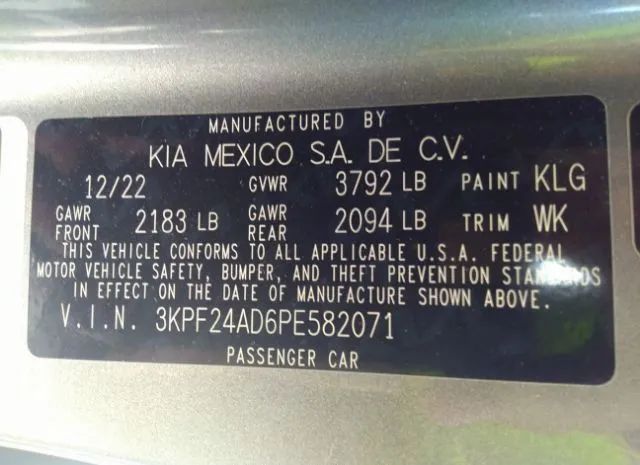 MANUFACTURED BY
KIA MEXICO S.A. DE C.V.
12/22 GVWR 3792 LB PAINT KLG
GAWR FRONT 2183 LB GAWR REAR 2094 LB TRIM WK
THIS VEHICLE CONFORMS TO ALL APPLICABLE U.S.A. FEDERAL
MOTOR VEHICLE SAFETY, BUMPER, AND THEFT PREVENTION STANDARDS
IN EFFECT ON THE DATE OF MANUFACTURE SHOWN ABOVE.
V.I.N. 3KPF24AD6PE582071
PASSENGER CAR